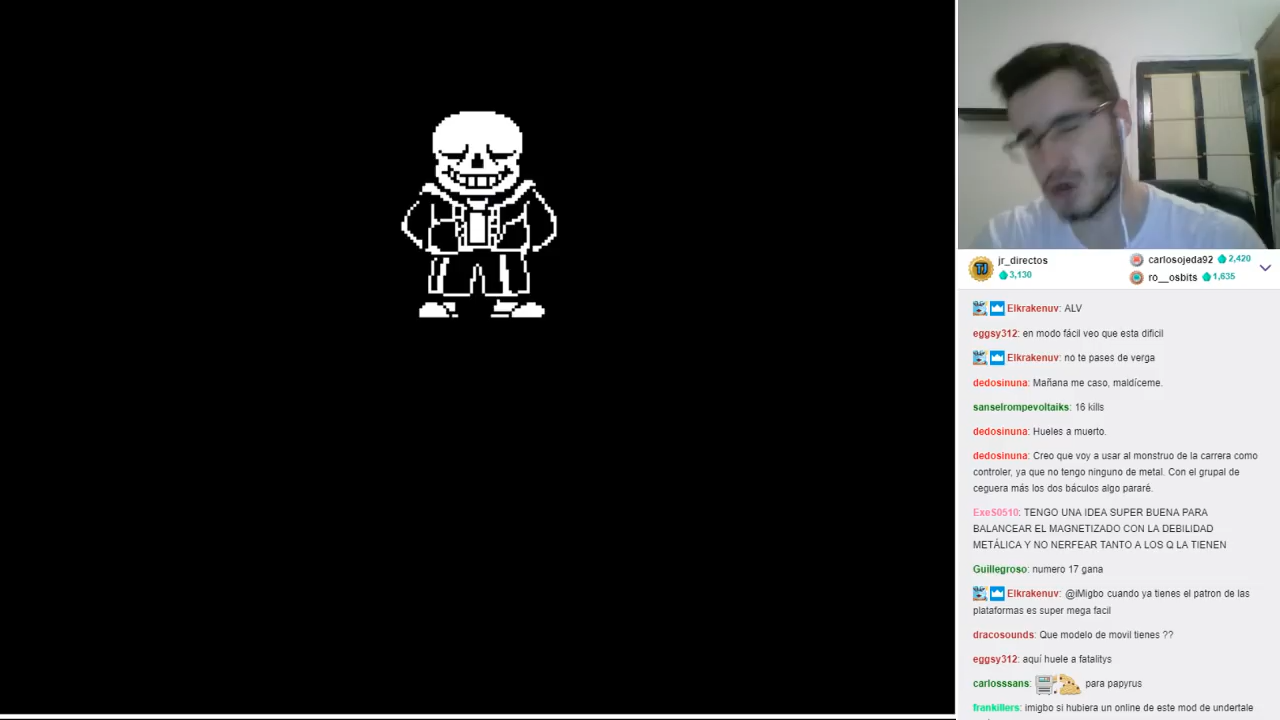 TJ
jr_directos
3,130
carlosojeda92 2,420
ro__osbits 1,635
Elkrakenuv: ALV
eggsy312: en modo fácil veo que esta dificil
Elkrakenuv: no te pases de verga
dedosinuna: Mañana me caso, maldíceme.
sanselrompevoltaiks: 16 kills
dedosinuna: Hueles a muerto.
dedosinuna: Creo que voy a usar al monstruo de la carrera como
controler, ya que no tengo ninguno de metal. Con el grupal de
ceguera más los dos báculos algo pararé.
ExeS0510: TENGO UNA IDEA SUPER BUENA PARA
BALANCEAR EL MAGNETIZADO CON LA DEBILIDAD
METÁLICA Y NO NERFEAR TANTO A LOS Q LA TIENEN
Guillegroso: numero 17 gana
Elkrakenuv: @iMigbo cuando ya tienes el patron de las
plataformas es super mega facil
dracosounds: Que modelo de movil tienes ??
eggsy312: aquí huele a fatalitys
carlosssans: para papyrus
frankillers: imigbo si hubiera un online de este mod de undertale